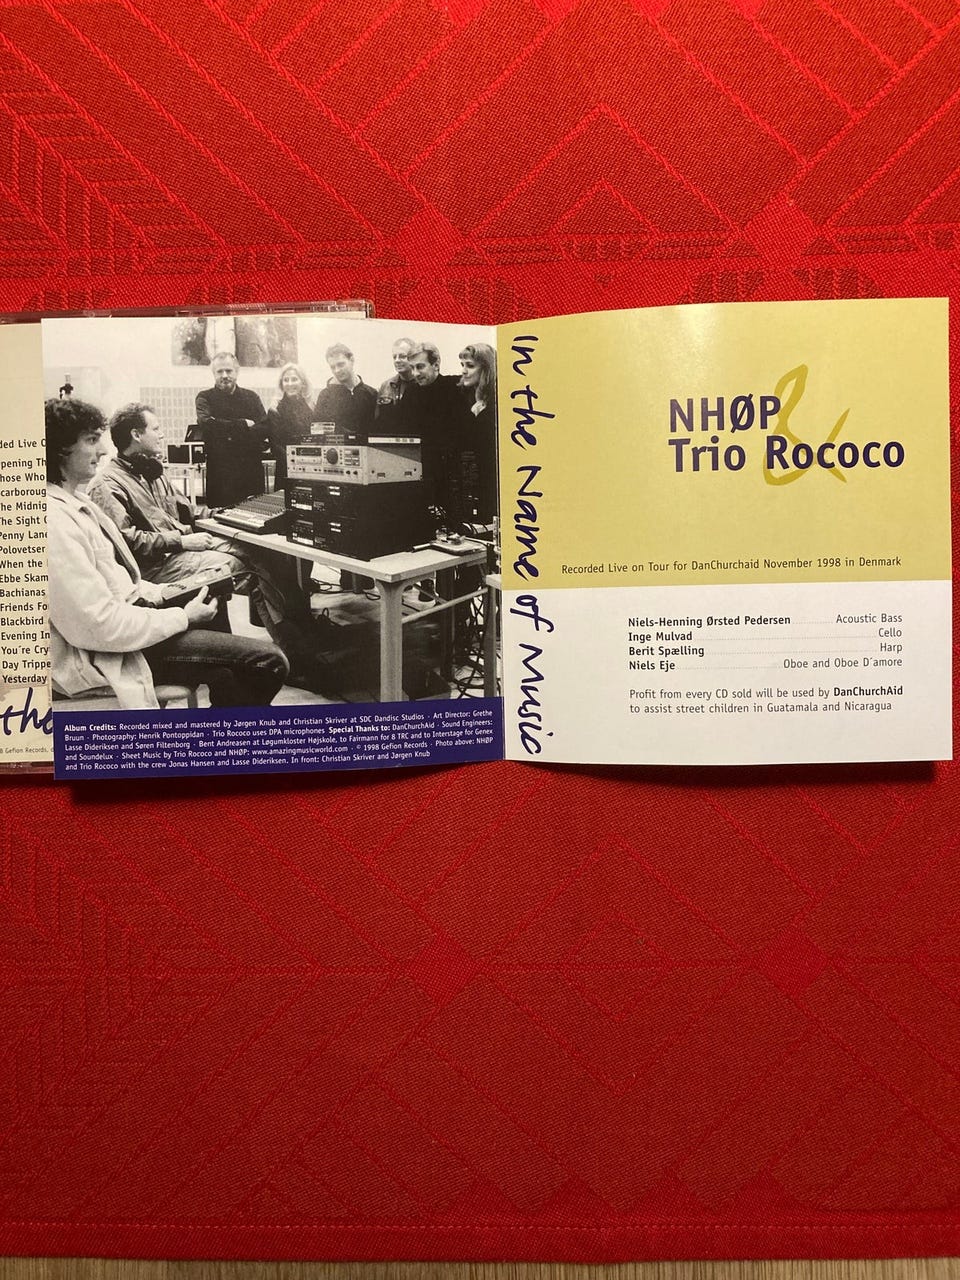 ded Live
pening Th
hose Who
carboroug
he Midnig
The Sight
Penny Lane
Polovetser
When the
Ebbe Skam
Bachianas
Friends Fo
Blackbird
Evening In
You´re Cry
Day Trippe
Yesterday
the
Gefion Records,
Album Credits: Recorded mixed and mastered by Jørgen Knub and Christian Skriver at SDC Dandisc Studios · Art Director: Grethe
Bruun · Photography: Henrik Pontoppidan · Trio Rococo uses DPA microphones Special Thanks to: DanChurchAid · Sound Engineers:
Lasse Dideriksen and Søren Filtenborg · Bent Andreasen at Løgumkloster Højskole, to Fairmann for & TRC and to Interstage for Genex
and Soundelux · Sheet Music by Trio Rococo and NHØP: www.amazingmusicworld.com · © 1998 Gefion Records · Photo above: NHØP
and Trio Rococo with the crew Jonas Hansen and Lasse Dideriksen. In front: Christian Skriver and Jørgen Knub
In the Name of Music
NHØP
&
Trio Rococo
Recorded Live on Tour for DanChurchaid November 1998 in Denmark
Niels-Henning Ørsted Pedersen Acoustic Bass
Inge Mulvad Cello
Berit Spælling Harp
Niels Eje Oboe and Oboe D´amore
Profit from every CD sold will be used by DanChurchAid
to assist street children in Guatamala and Nicaragua